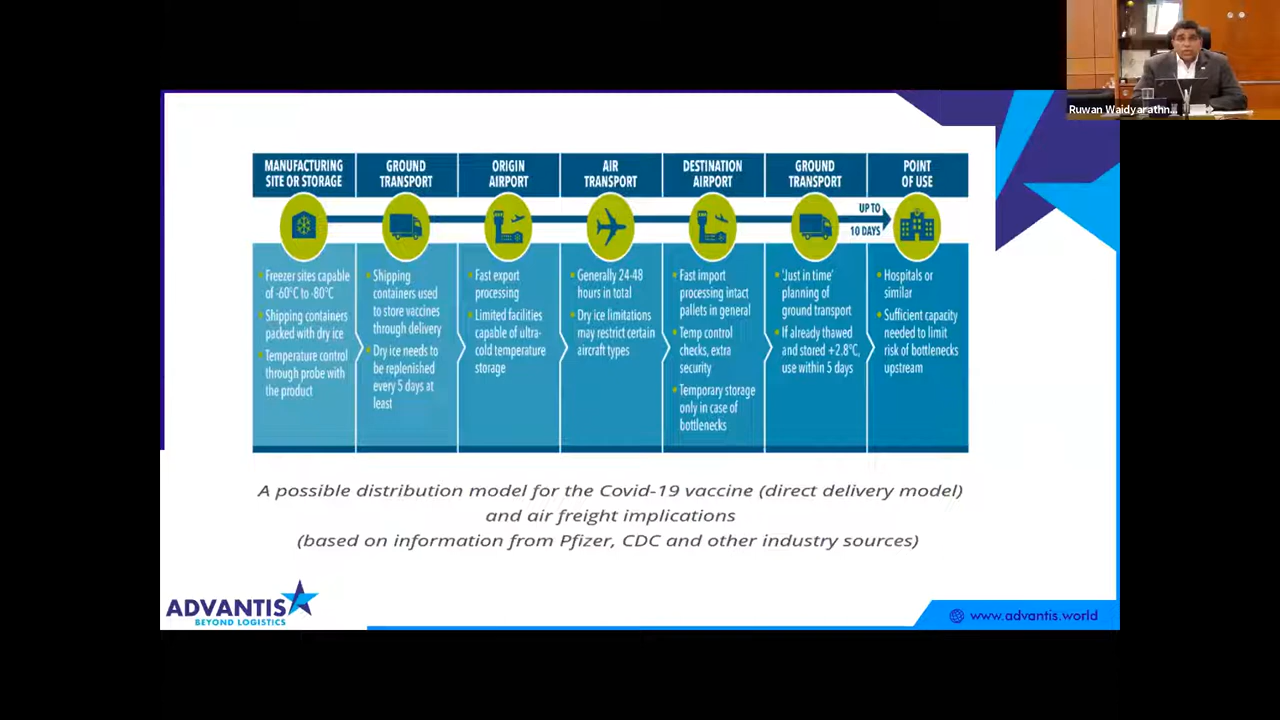 Ruwan Waidyarathn...
MANUFACTURING
SITE OR STORAGE
GROUND
TRANSPORT
ORIGIN
AIRPORT
AIR
TRANSPORT
DESTINATION
AIRPORT
GROUND
TRANSPORT
POINT
OF USE
UP TO
10 DAYS
Freezer sites capable
of -60°C to -80°C
Shipping containers
packed with dry ice
Temperature control
through probe with
the product
Shipping
containers used
to store vaccines
through delivery
Dry ice needs to
be replenished
every 5 days at
least
Fast export
processing
Limited facilities
capable of ultra-
cold temperature
storage
Generally 24-48
hours in total
Dry ice limitations
may restrict certain
aircraft types
Fast import
processing intact
pallets in general
Temp control
checks, extra
security
Temporary storage
only in case of
bottlenecks
'Just in time'
planning of
ground transport
If already thawed
and stored +2.8°C,
use within 5 days
Hospitals or
similar
Sufficient capacity
needed to limit
risk of bottlenecks
upstream
A possible distribution model for the Covid-19 vaccine (direct delivery model)
and air freight implications
(based on information from Pfizer, CDC and other industry sources)
ADVANTIS
BEYOND LOGISTICS
www.advantis.world